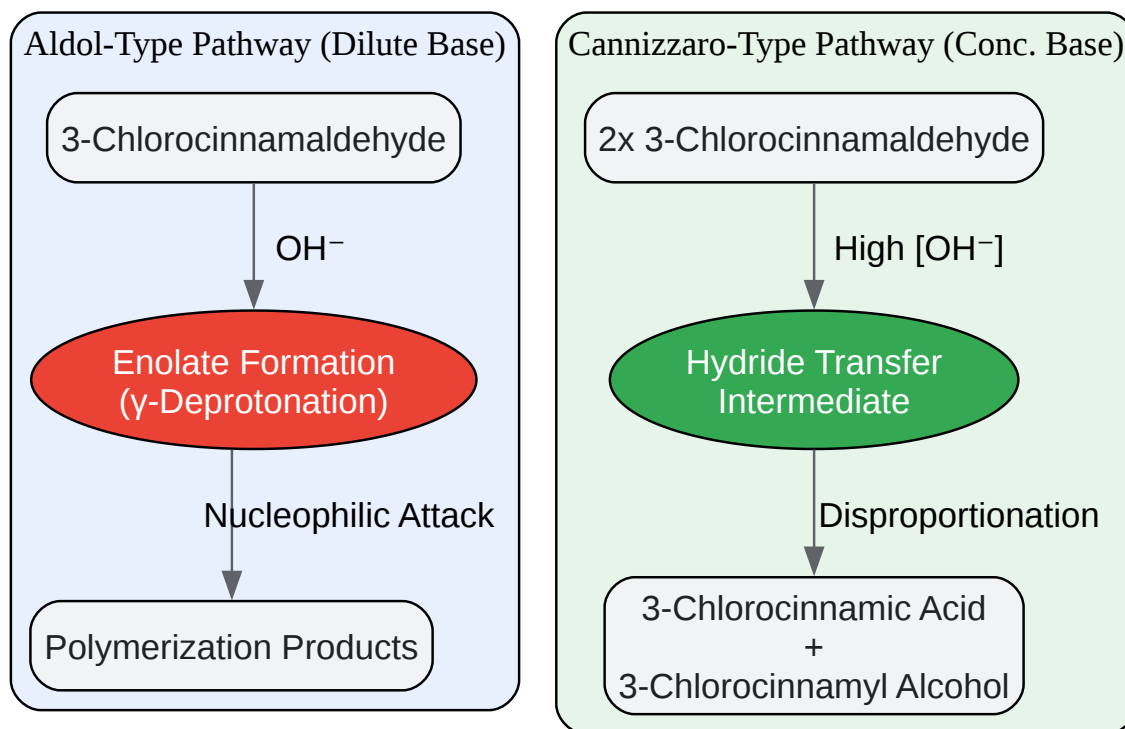 Aldol-Type Pathway (Dilute Base)
3-Chlorocinnamaldehyde
OH⁻
Enolate Formation
(γ-Deprotonation)
Nucleophilic Attack
Polymerization Products
Cannizzaro-Type Pathway (Conc. Base)
2x 3-Chlorocinnamaldehyde
High [OH⁻]
Hydride Transfer
Intermediate
Disproportionation
3-Chlorocinnamic Acid
+
3-Chlorocinnamyl Alcohol